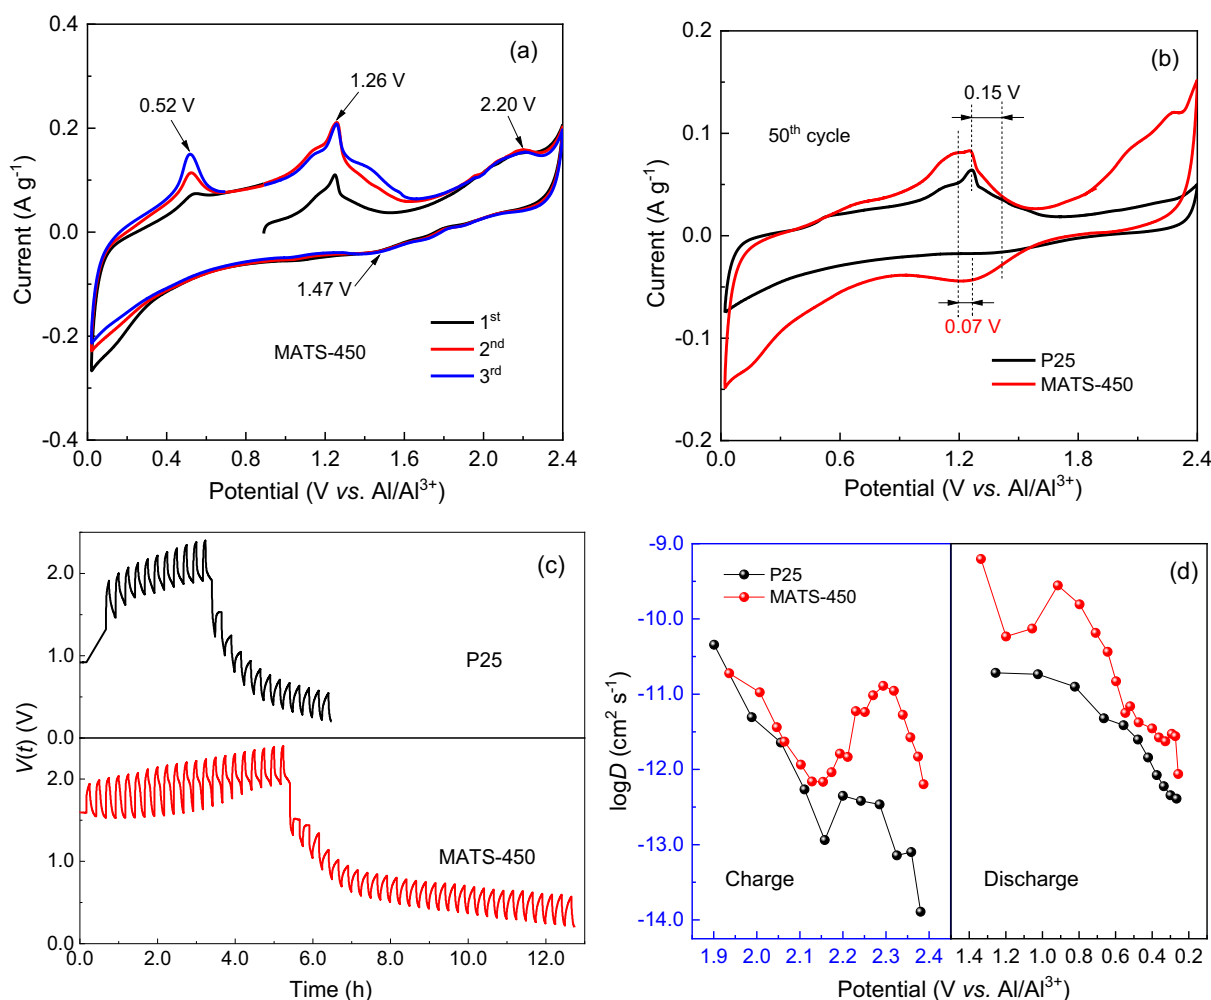 (a)
0.4
0.2
0.0
-0.2
-0.4
Current (A g⁻¹)
0.52 V
1.26 V
2.20 V
1.47 V
MATS-450
1ˢᵗ
2ⁿᵈ
3ʳᵈ
0.0 0.4 0.8 1.2 1.6 2.0 2.4
Potential (V vs. Al/Al³⁺)
(b)
0.2
0.1
0.0
-0.1
-0.2
Current (A g⁻¹)
50ᵗʰ cycle
0.15 V
0.07 V
P25
MATS-450
0.0 0.6 1.2 1.8 2.4
Potential (V vs. Al/Al³⁺)
(c)
2.0
1.0
0.0
2.0
1.0
0.0
V(t) (V)
P25
MATS-450
0.0 2.0 4.0 6.0 8.0 10.0 12.0
Time (h)
(d)
-9.0
-10.0
-11.0
-12.0
-13.0
-14.0
logD (cm² s⁻¹)
P25
MATS-450
Charge
Discharge
1.9 2.0 2.1 2.2 2.3 2.4
1.4 1.2 1.0 0.8 0.6 0.4 0.2
Potential (V vs. Al/Al³⁺)